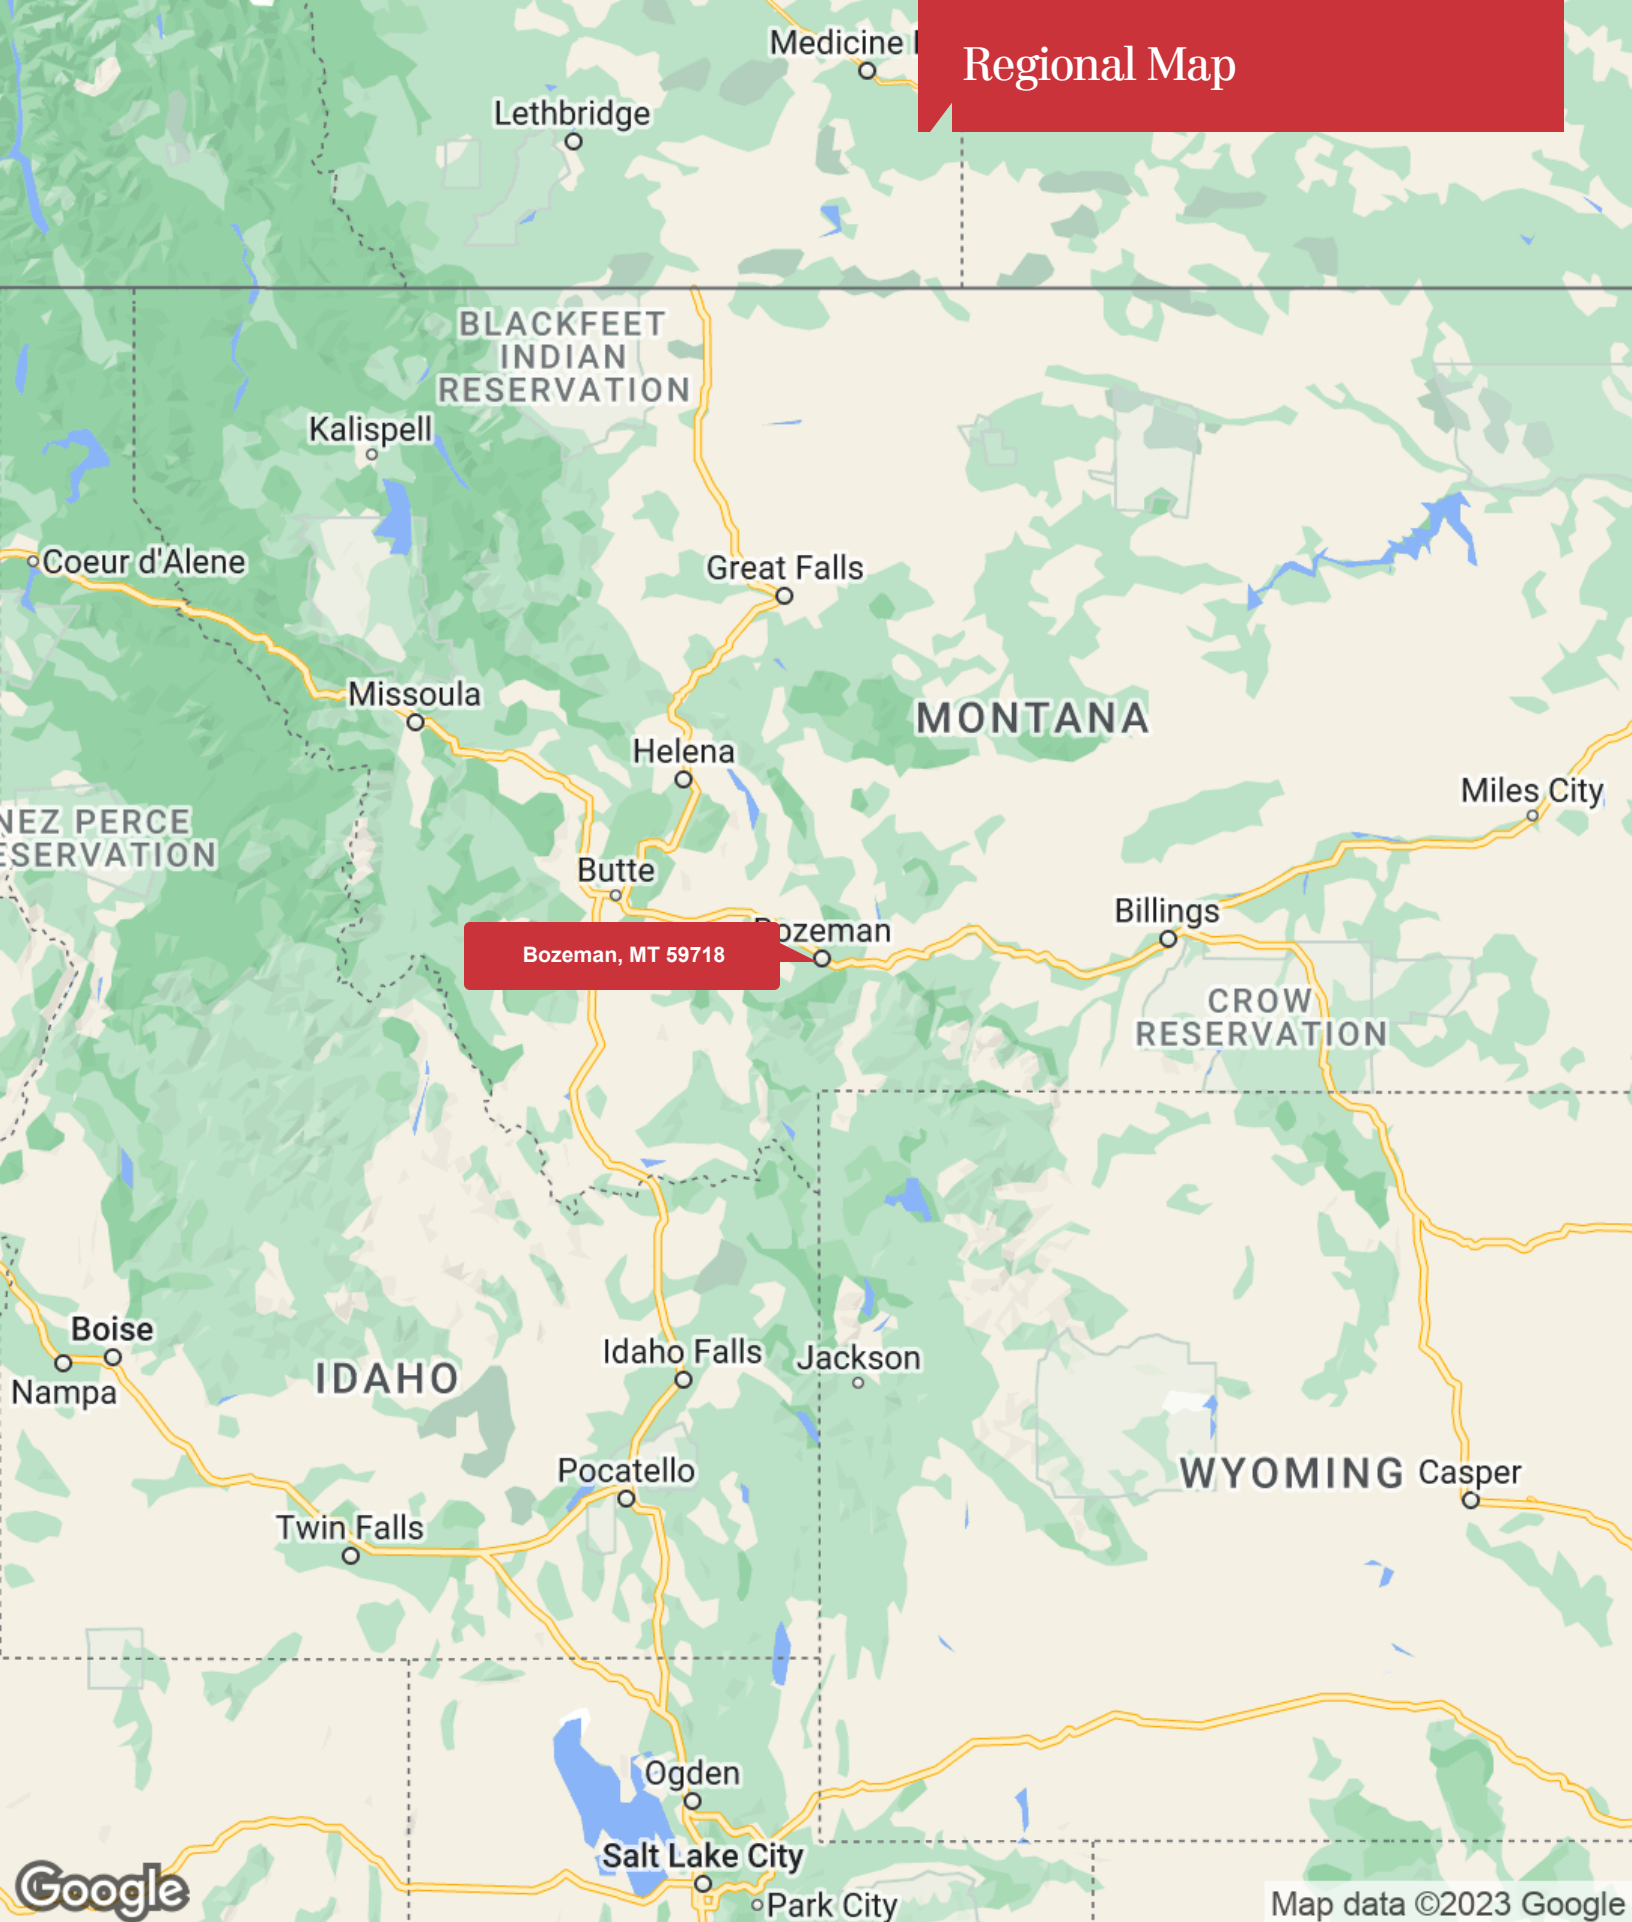 Medicine
Regional Map
Lethbridge
BLACKFEET
INDIAN
RESERVATION
Kalispell
Coeur d'Alene
Great Falls
Missoula
MONTANA
Helena
Miles City
NEZ PERCE
ESERVATION
Butte
Billings
Bozeman
Bozeman, MT 59718
CROW
RESERVATION
Boise
Idaho Falls
Jackson
IDAHO
Nampa
Pocatello
WYOMING
Casper
Twin Falls
Ogden
Salt Lake City
Google
Park City
Map data ©2023 Google